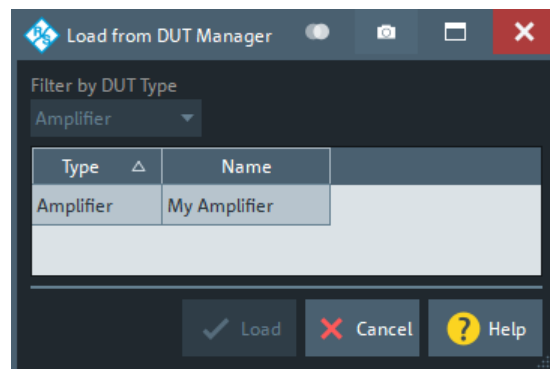 Load from DUT Manager
Filter by DUT Type
Amplifier
Type Name
Amplifier My Amplifier
Load Cancel ? Help